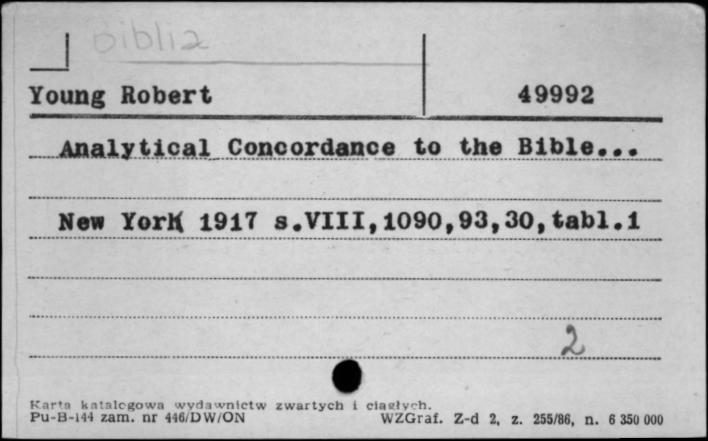 Biblia
Young Robert 49992
Analytical Concordance to the Bible...
New York 1917 s.VIII,1090,93,30,tabl.1
2
Karta katalogowa wydawnictw zwartych i ciągłych.
Pu-B-144 zam. nr 446/DW/ON WZGraf. Z-d 2, z. 255/86, n. 6 350 000